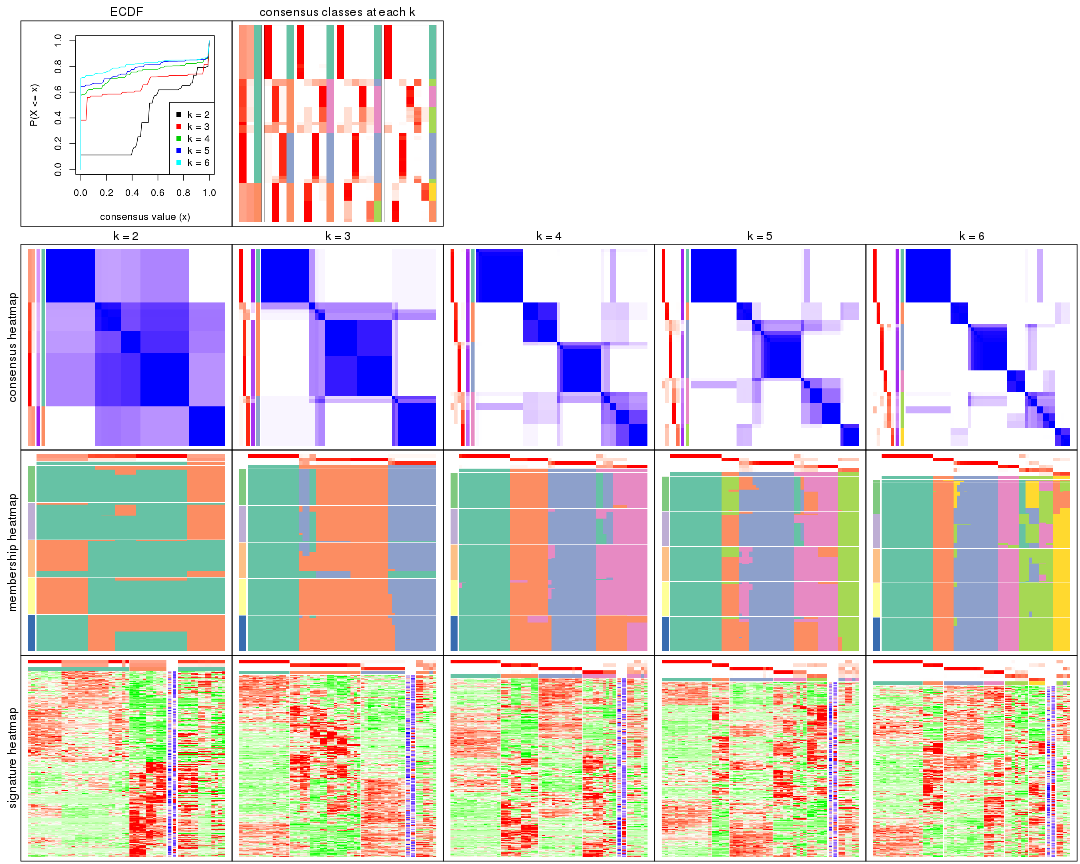 ECDF
consensus classes at each k
P(X <= x)
0.0
0.2
0.4
0.6
0.8
1.0
k = 2
k = 3
k = 4
k = 5
k = 6
0.0 0.2 0.4 0.6 0.8 1.0
consensus value (x)
k = 2
k = 3
k = 4
k = 5
k = 6
consensus heatmap
membership heatmap
signature heatmap